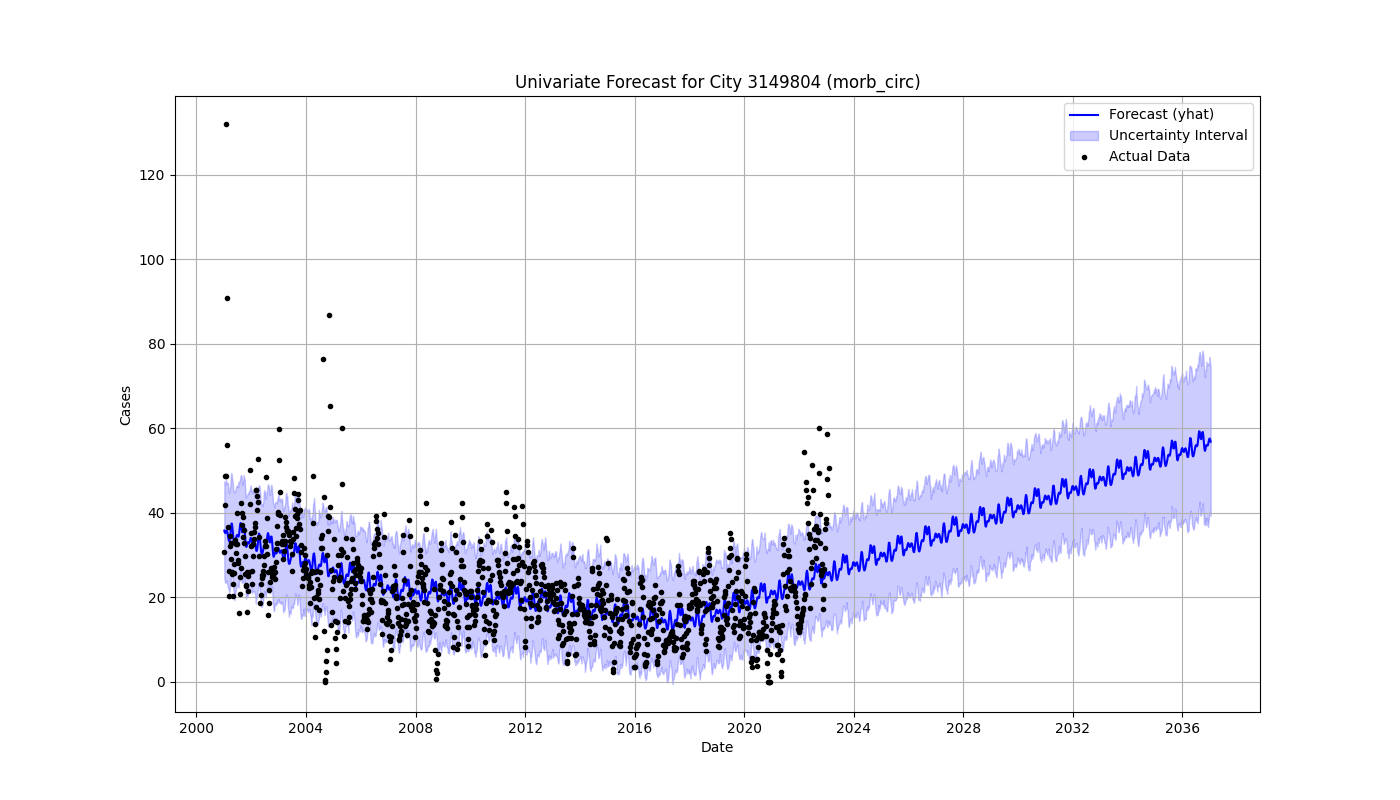 Univariate Forecast for City 3149804 (morb_circ)
Forecast (yhat)
Uncertainty Interval
Actual Data
Cases
120
100
80
60
40
20
0
2000 2004 2008 2012 2016 2020 2024 2028 2032 2036
Date